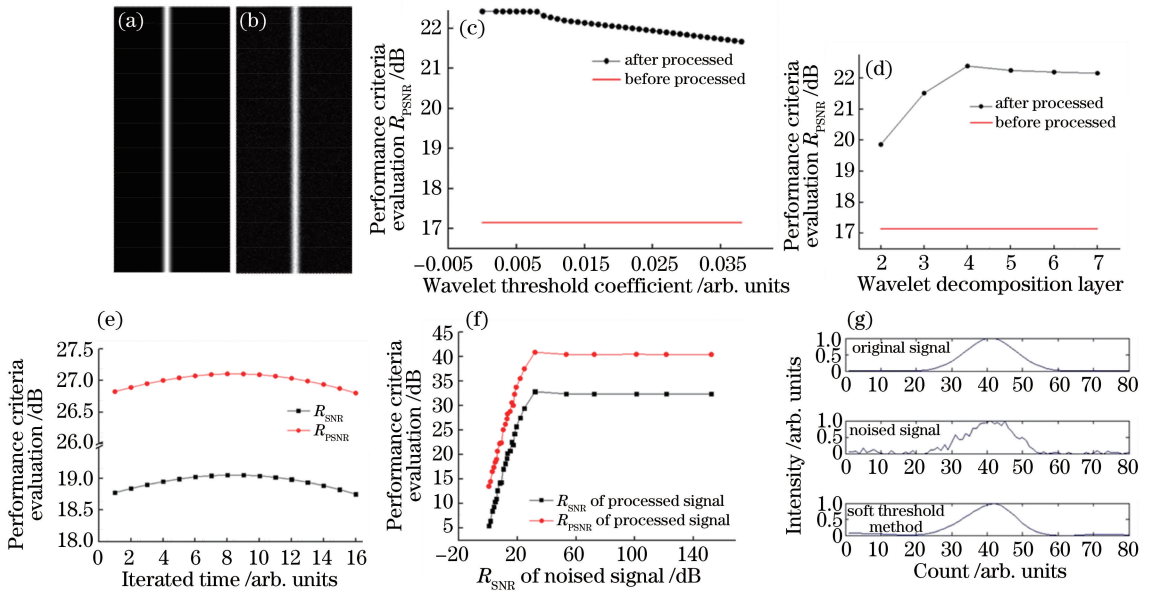 (a)
(b)
(c)
Performance criteria
evaluation R_PSNR /dB
22
21
20
19
18
17
after processed
before processed
−0.005
0.005
0.015
0.025
0.035
Wavelet threshold coefficient /arb. units
(d)
Performance criteria
evaluation R_PSNR /dB
22
21
20
19
18
17
after processed
before processed
2 3 4 5 6 7
Wavelet decomposition layer
(e)
Performance criteria
evaluation /dB
27.5
27.0
26.5
26.0
19.0
18.5
18.0
R_SNR
R_PSNR
0 2 4 6 8 10 12 14 16
Iterated time /arb. units
(f)
Performance criteria
evaluation /dB
45
40
35
30
25
20
15
10
5
R_SNR of processed signal
R_PSNR of processed signal
−20 20 60 100 140
R_SNR of noised signal /dB
(g)
Intensity /arb. units
1.0
0.5
0
original signal
0 10 20 30 40 50 60 70 80
1.0
0.5
0
noised signal
0 10 20 30 40 50 60 70 80
1.0
0.5
0
soft threshold
method
0 10 20 30 40 50 60 70 80
Count /arb. units